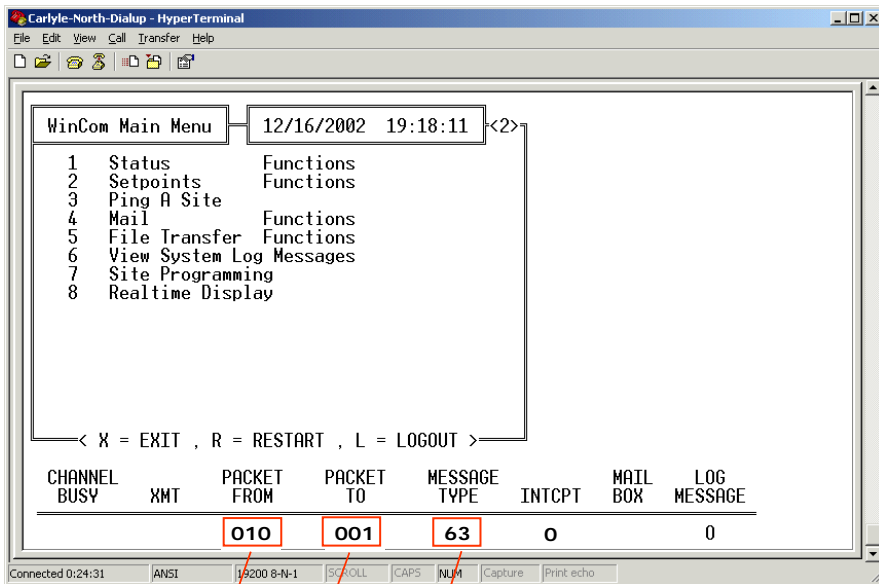 Carlyle-North-Dialup - HyperTerminal
File Edit View Call Transfer Help
WinCom Main Menu 12/16/2002 19:18:11 <2>
1 Status Functions
2 Setpoints Functions
3 Ping A Site
4 Mail Functions
5 File Transfer Functions
6 View System Log Messages
7 Site Programming
8 Realtime Display
< X = EXIT , R = RESTART , L = LOGOUT >
CHANNEL PACKET PACKET MESSAGE MAIL LOG
BUSY XMT FROM TO TYPE INTCPT BOX MESSAGE
010 001 63 0 0
Connected 0:24:31 ANSI 19200 8-N-1 SCROLL CAPS NUM Capture Print echo